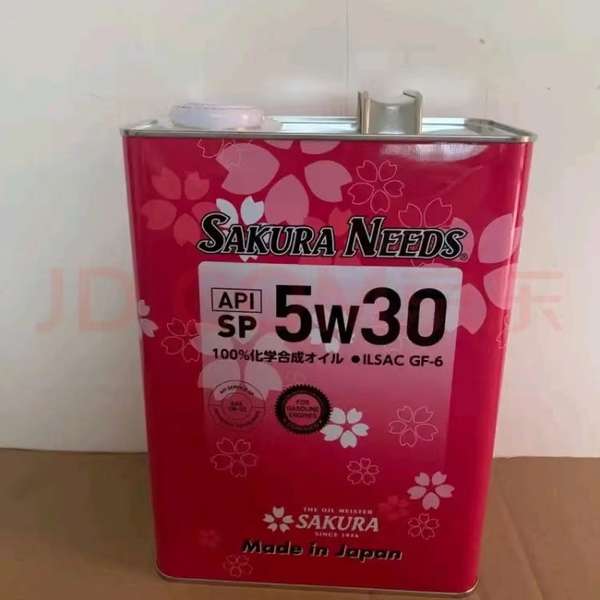 SAKURA NEEDS®
API
SP
5W30
100%化学合成オイル ●ILSAC GF-6
FOR
GASOLINE
ENGINES
THE OIL MEISTER
SAKURA
SINCE 1936
Made in Japan